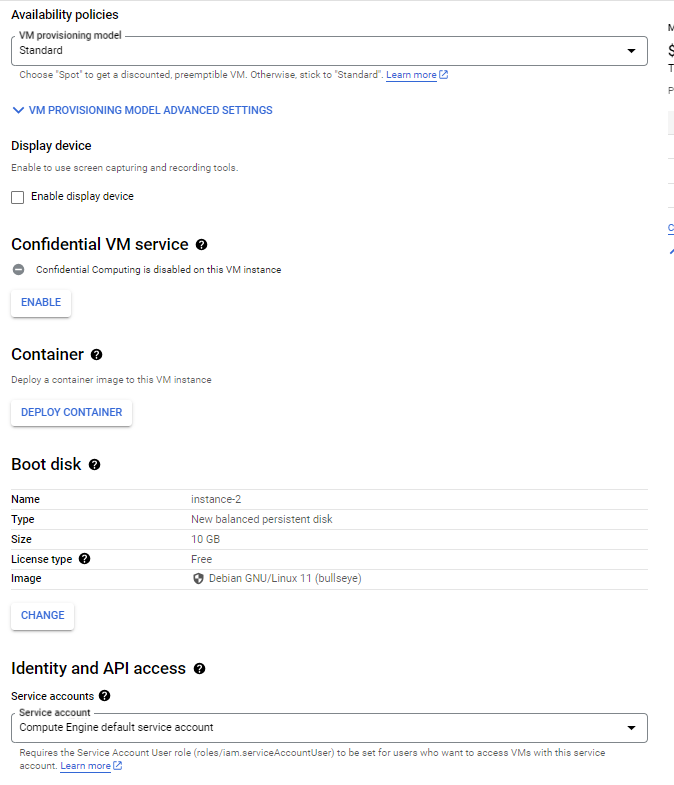 Availability policies
VM provisioning model
Standard
Choose "Spot" to get a discounted, preemptible VM. Otherwise, stick to "Standard". Learn more
VM PROVISIONING MODEL ADVANCED SETTINGS
Display device
Enable to use screen capturing and recording tools.
Enable display device
Confidential VM service
Confidential Computing is disabled on this VM instance
ENABLE
Container
Deploy a container image to this VM instance
DEPLOY CONTAINER
Boot disk
Name instance-2
Type New balanced persistent disk
Size 10 GB
License type Free
Image Debian GNU/Linux 11 (bullseye)
CHANGE
Identity and API access
Service accounts
Service account
Compute Engine default service account
Requires the Service Account User role (roles/iam.serviceAccountUser) to be set for users who want to access VMs with this service
account. Learn more